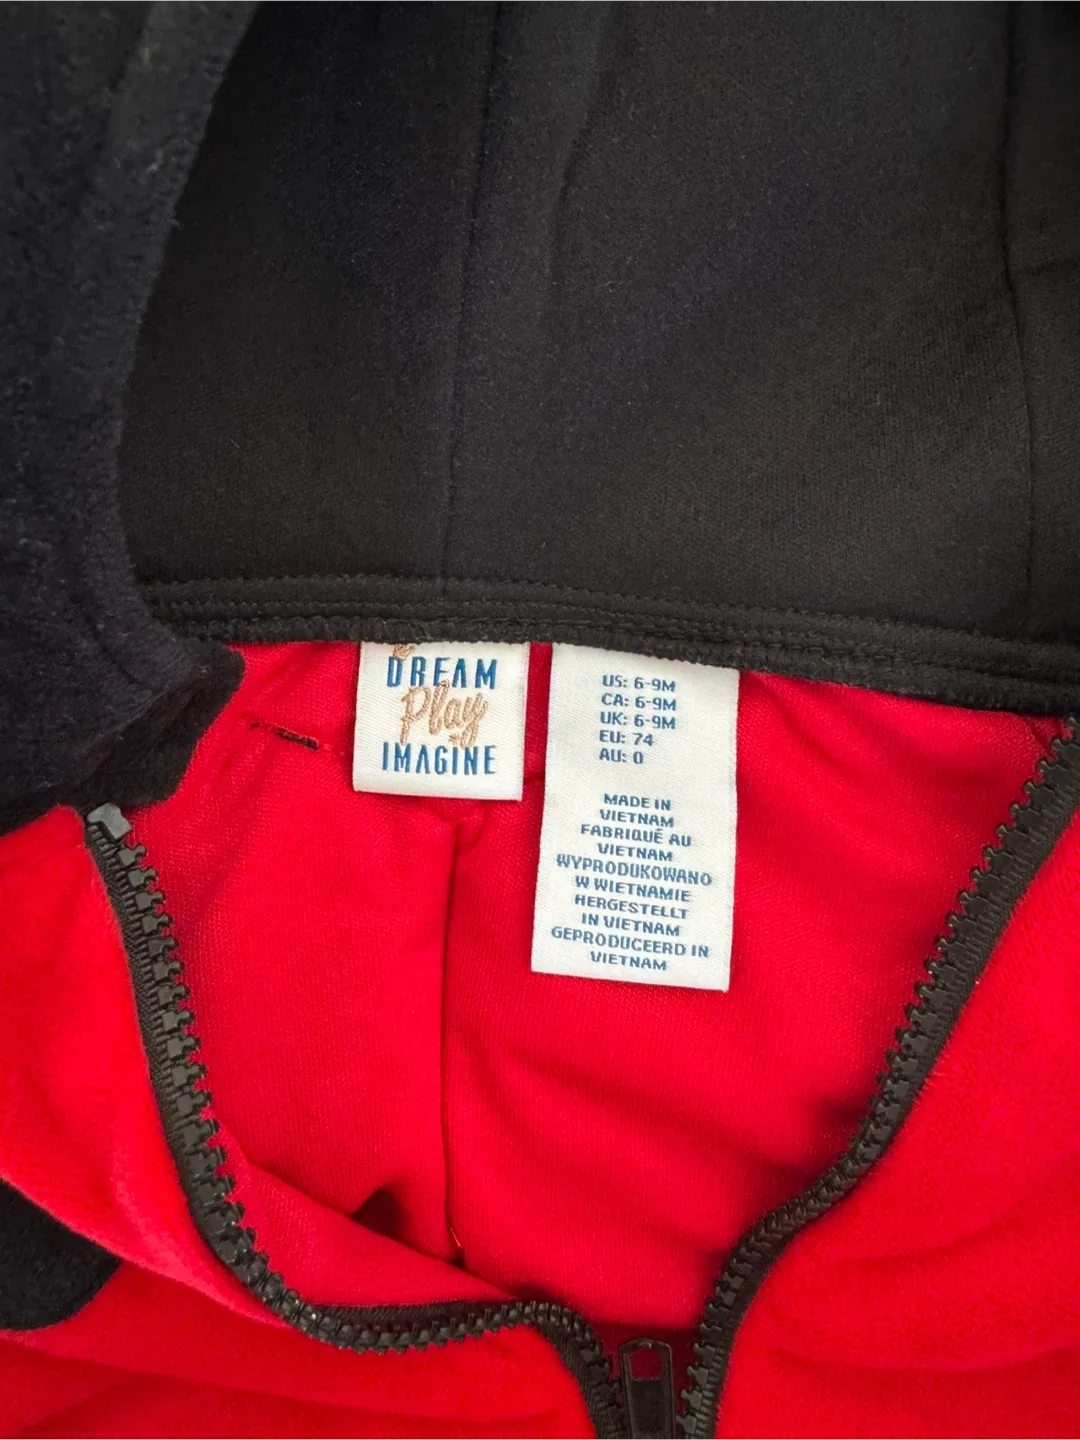 DREAM
Play
IMAGINE
US: 6-9M
CA: 6-9M
UK: 6-9M
EU: 74
AU: 0
MADE IN
VIETNAM
FABRIQUÉ AU
VIETNAM
WYPRODUKOWANO
W WIETNAMIE
HERGESTELLT
IN VIETNAM
GEPRODUCEERD IN
VIETNAM